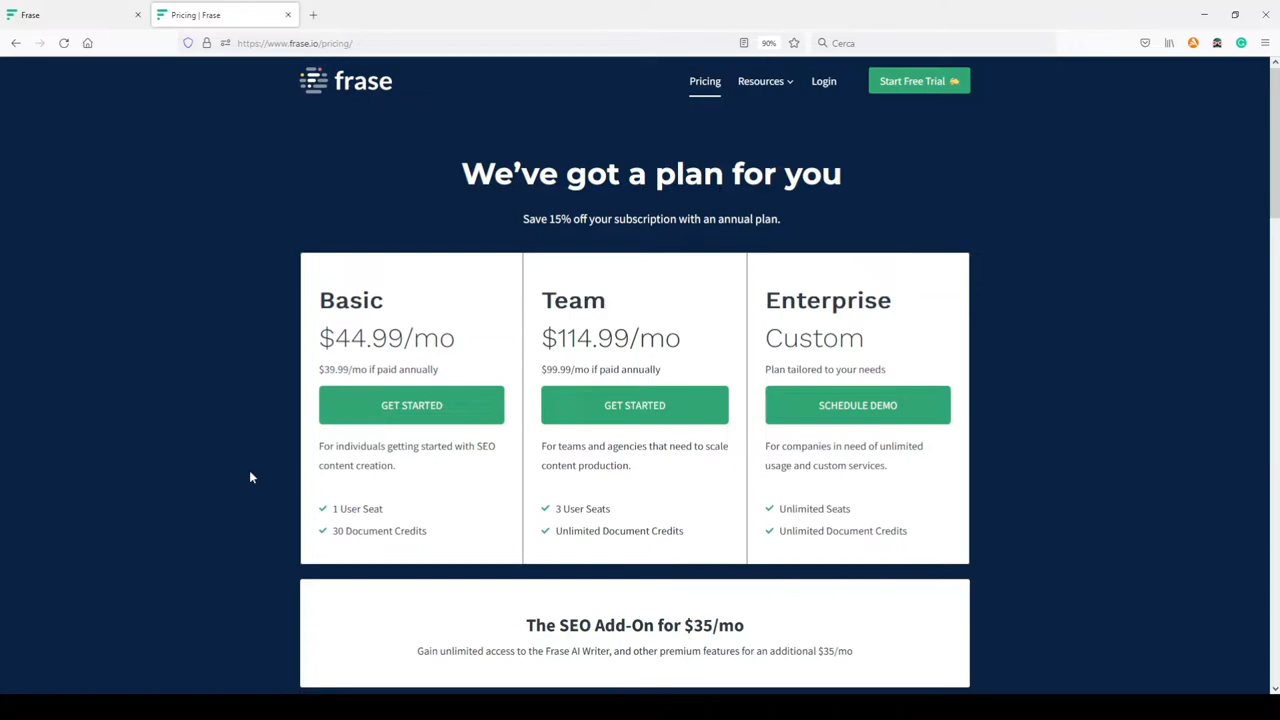 Frase
Pricing | Frase
https://www.frase.io/pricing/
90%
Cerca
frase
Pricing
Resources
Login
Start Free Trial
We've got a plan for you
Save 15% off your subscription with an annual plan.
Basic
$44.99/mo
$39.99/mo if paid annually
GET STARTED
For individuals getting started with SEO
content creation.
1 User Seat
30 Document Credits
Team
$114.99/mo
$99.99/mo if paid annually
GET STARTED
For teams and agencies that need to scale
content production.
3 User Seats
Unlimited Document Credits
Enterprise
Custom
Plan tailored to your needs
SCHEDULE DEMO
For companies in need of unlimited
usage and custom services.
Unlimited Seats
Unlimited Document Credits
The SEO Add-On for $35/mo
Gain unlimited access to the Frase AI Writer, and other premium features for an additional $35/mo